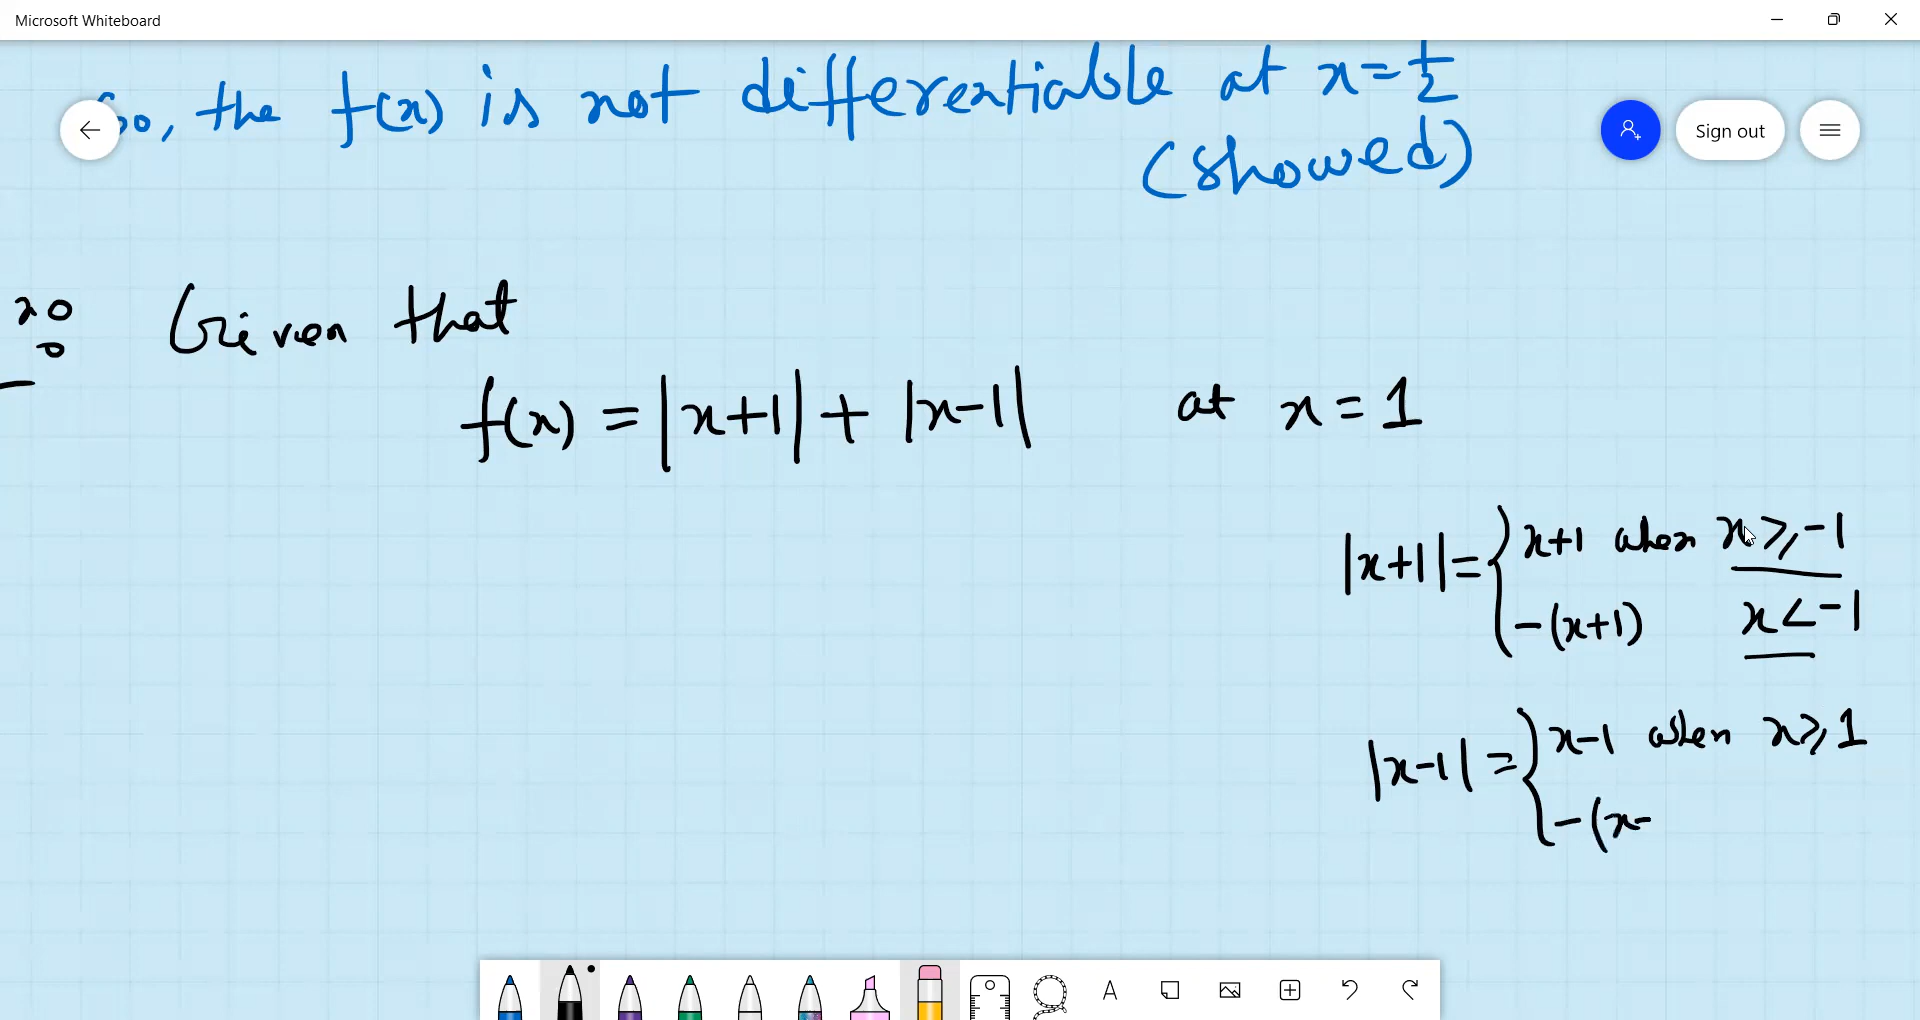 Microsoft Whiteboard
So, the f(x) is not differentiable at x = 1/2
(showed)
Sign out
Given that
f(x) = |x+1| + |x-1| at x = 1
|x+1| = { x+1 when x ≥ -1
-(x+1) x < -1
|x-1| = { x-1 when x ≥ 1
-(x-
A